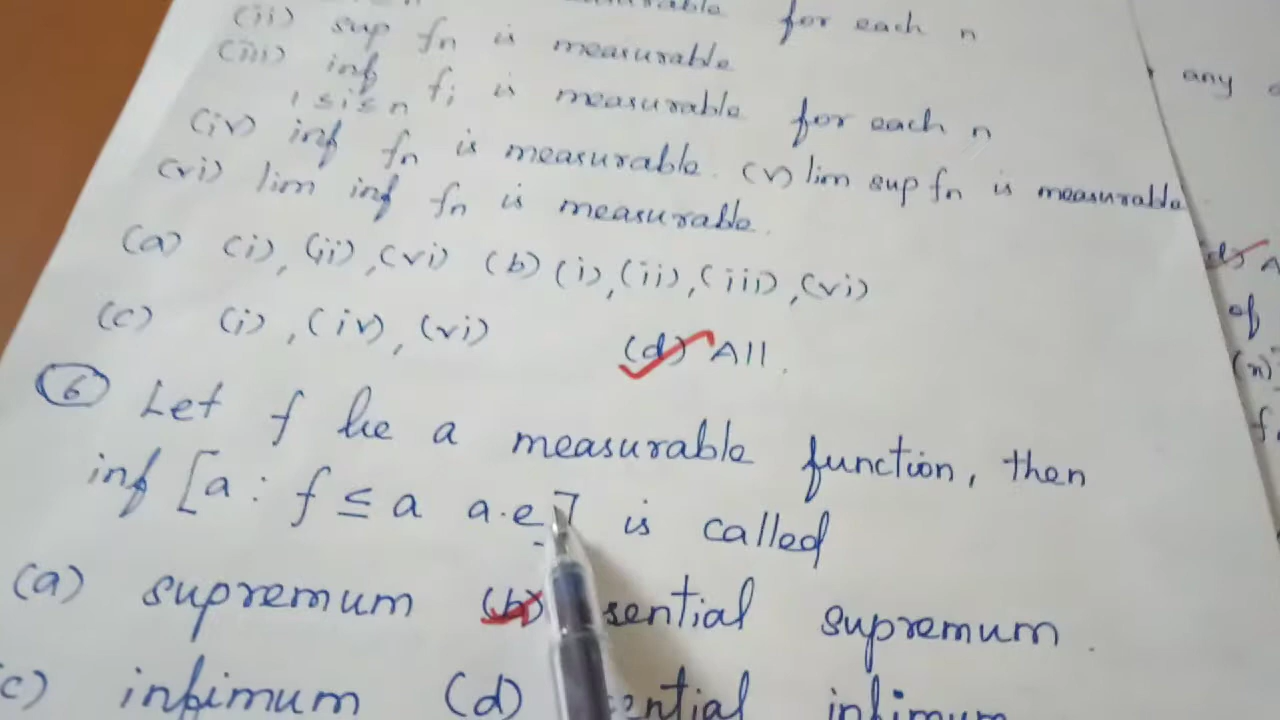 for each n
(ii) sup fn is measurable
(iii) inf fi is measurable for each n
1≤i≤n
(iv) inf fn is measurable. (v) lim sup fn is measurable
(vi) lim inf fn is measurable.
(a) (i), (ii), (vi) (b) (i), (ii), (iii), (vi)
(c) (i), (iv), (vi) (d) All.
(6) Let f be a measurable function, then
inf [a : f ≤ a a.e] is called
(a) supremum (b) sential supremum.
c) infimum (d) ential infimum
any
of
(n)